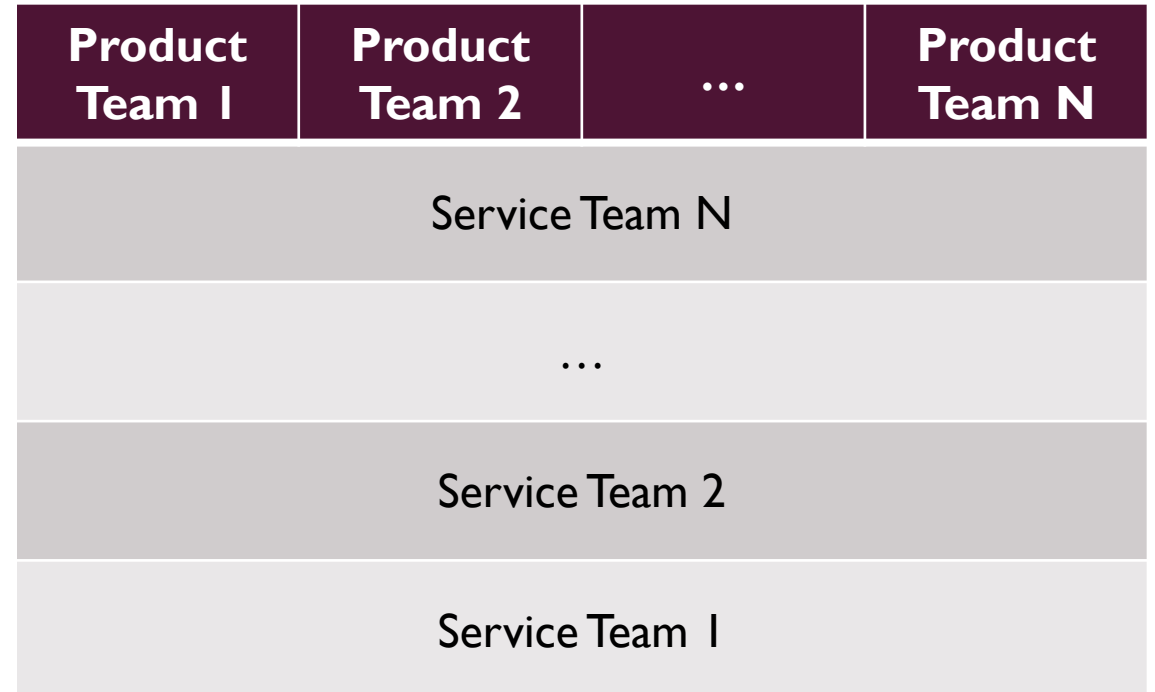 Product
Team 1
Product
Team 2
...
Product
Team N
Service Team N
...
Service Team 2
Service Team 1